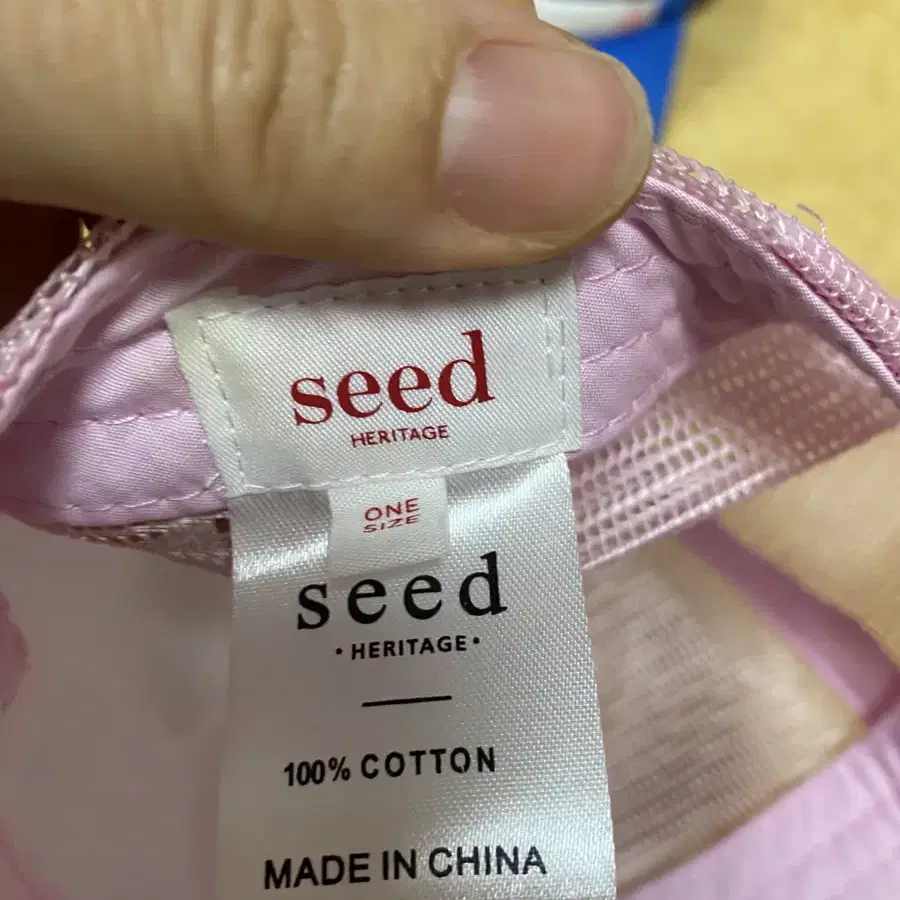 seed
HERITAGE
ONE
SIZE
seed
• HERITAGE •
100% COTTON
MADE IN CHINA